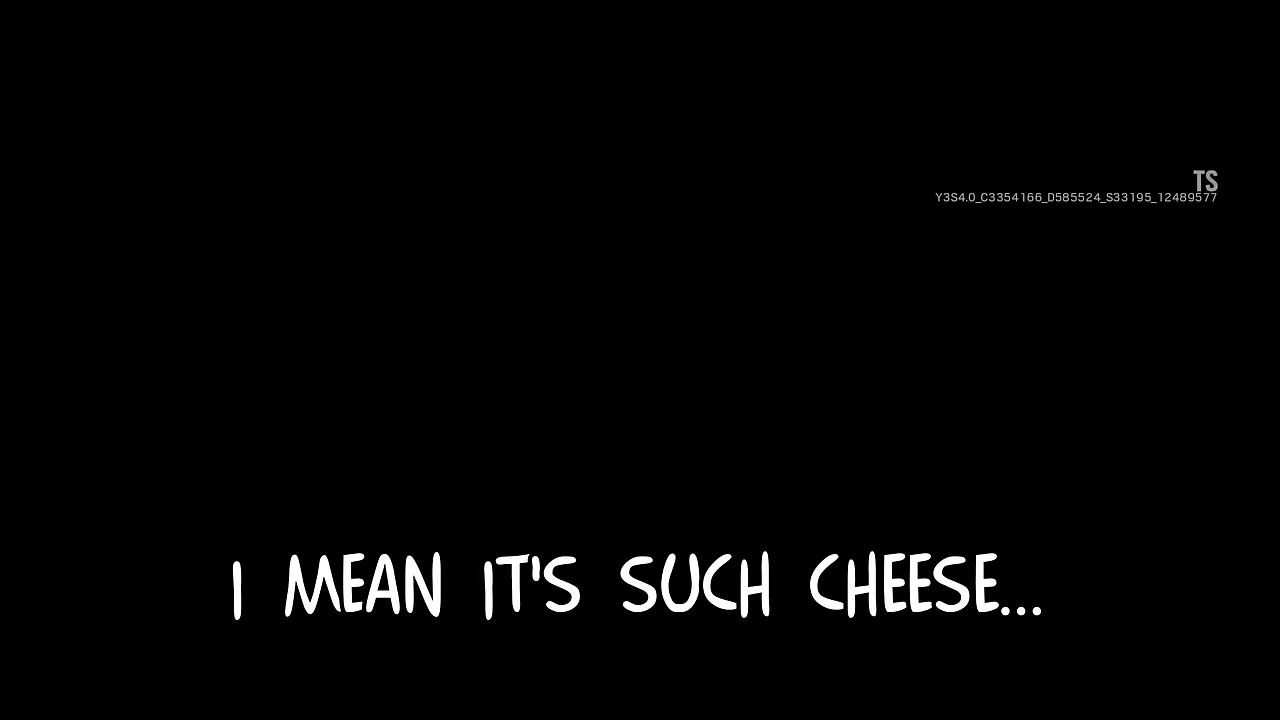 TS
Y3S4.0_C3354166_D585524_S33195_12489577
I MEAN IT'S SUCH CHEESE...